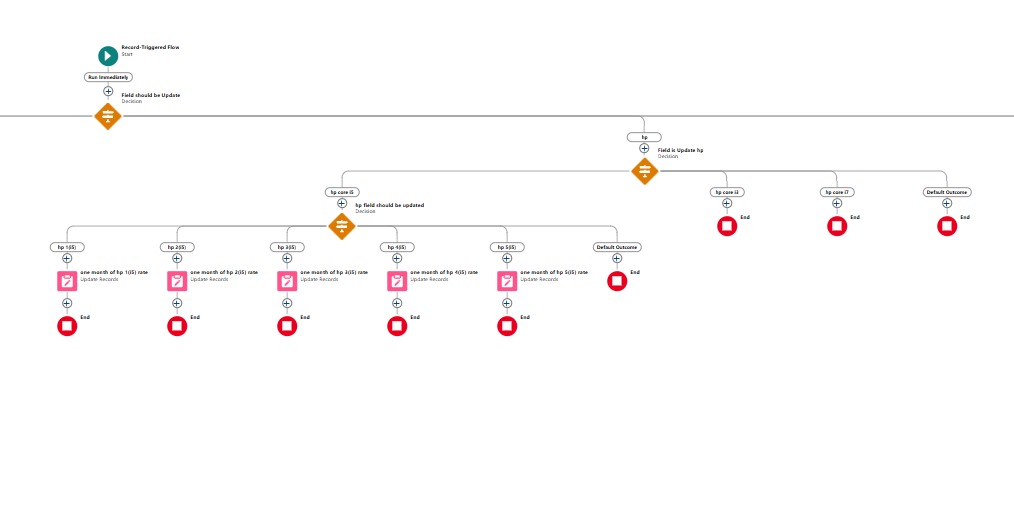 Record-Triggered Flow
Start
Run Immediately
Field should be Update
Decision
hp
Field is Update hp
Decision
hp core i5
hp core i3
hp core i7
Default Outcome
hp field should be updated
Decision
End
End
End
hp 1(i5)
hp 2(i5)
hp 3(i5)
hp 4(i5)
hp 5(i5)
Default Outcome
one month of hp 1(i5) rate
Update Records
one month of hp 2(i5) rate
Update Records
one month of hp 3(i5) rate
Update Records
one month of hp 4(i5) rate
Update Records
one month of hp 5(i5) rate
Update Records
End
End
End
End
End
End